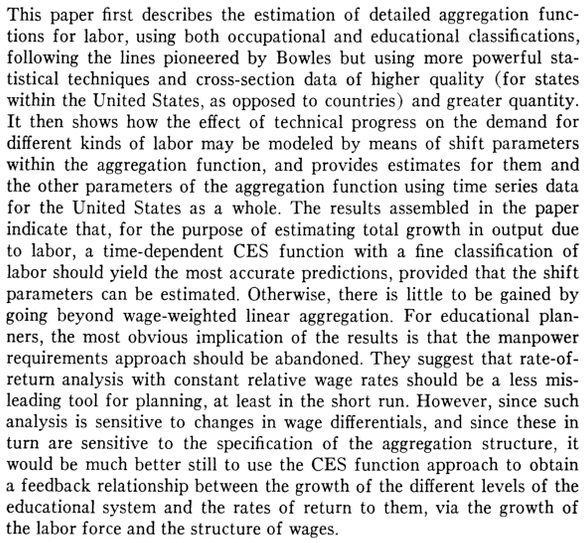 This paper first describes the estimation of detailed aggregation func-
tions for labor, using both occupational and educational classifications,
following the lines pioneered by Bowles but using more powerful sta-
tistical techniques and cross-section data of higher quality (for states
within the United States, as opposed to countries) and greater quantity.
It then shows how the effect of technical progress on the demand for
different kinds of labor may be modeled by means of shift parameters
within the aggregation function, and provides estimates for them and
the other parameters of the aggregation function using time series data
for the United States as a whole. The results assembled in the paper
indicate that, for the purpose of estimating total growth in output due
to labor, a time-dependent CES function with a fine classification of
labor should yield the most accurate predictions, provided that the shift
parameters can be estimated. Otherwise, there is little to be gained by
going beyond wage-weighted linear aggregation. For educational plan-
ners, the most obvious implication of the results is that the manpower
requirements approach should be abandoned. They suggest that rate-of-
return analysis with constant relative wage rates should be a less mis-
leading tool for planning, at least in the short run. However, since such
analysis is sensitive to changes in wage differentials, and since these in
turn are sensitive to the specification of the aggregation structure, it
would be much better still to use the CES function approach to obtain
a feedback relationship between the growth of the different levels of the
educational system and the rates of return to them, via the growth of
the labor force and the structure of wages.